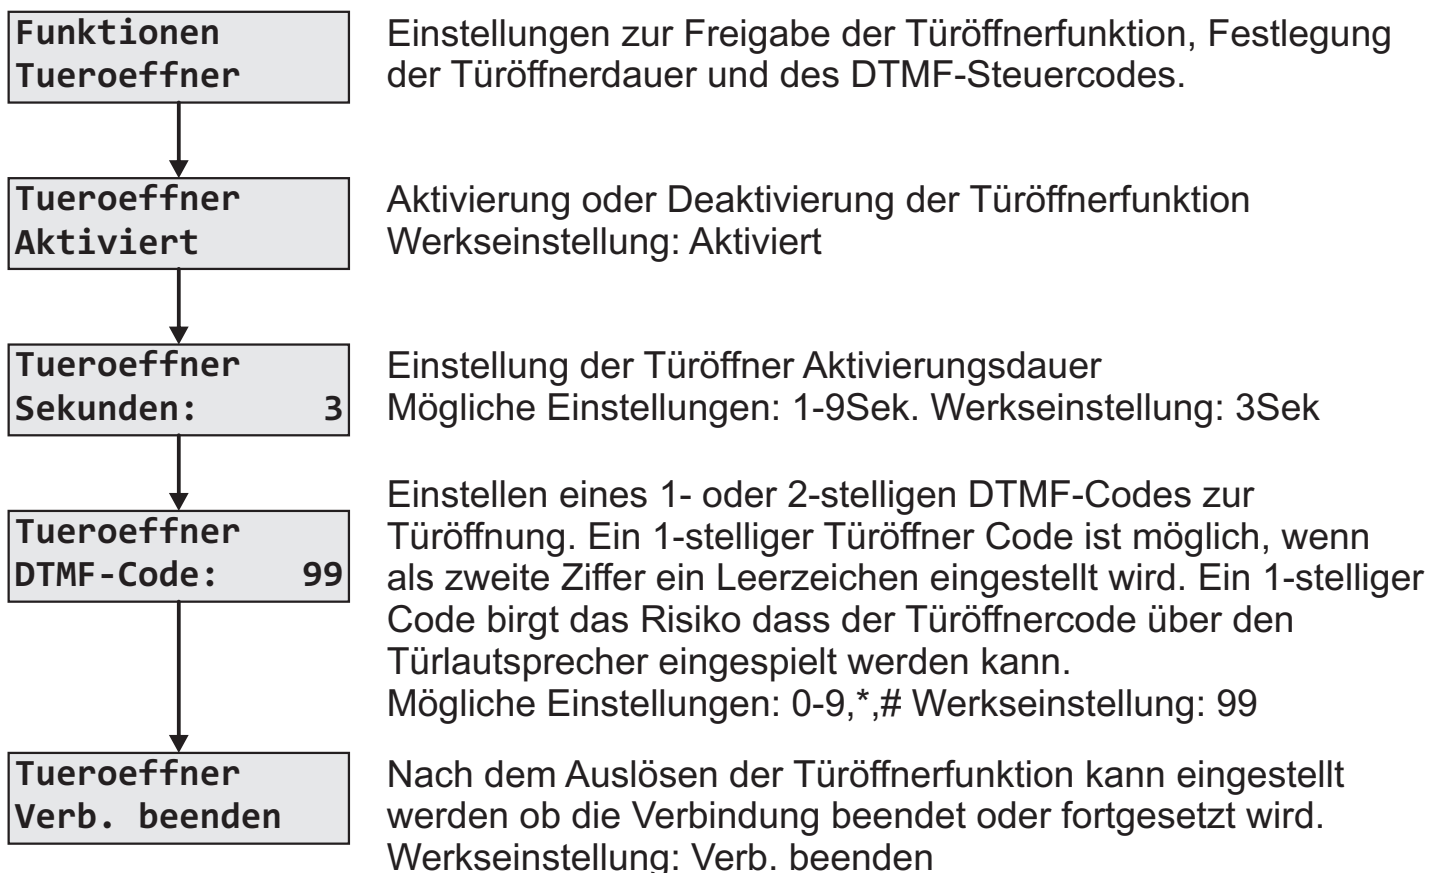 Funktionen
Tueroeffner
Einstellungen zur Freigabe der Türöffnerfunktion, Festlegung
der Türöffnerdauer und des DTMF-Steuercodes.
Tueroeffner
Aktiviert
Aktivierung oder Deaktivierung der Türöffnerfunktion
Werkseinstellung: Aktiviert
Tueroeffner
Sekunden: 3
Einstellung der Türöffner Aktivierungsdauer
Mögliche Einstellungen: 1-9Sek. Werkseinstellung: 3Sek
Tueroeffner
DTMF-Code: 99
Einstellen eines 1- oder 2-stelligen DTMF-Codes zur
Türöffnung. Ein 1-stelliger Türöffner Code ist möglich, wenn
als zweite Ziffer ein Leerzeichen eingestellt wird. Ein 1-stelliger
Code birgt das Risiko dass der Türöffnercode über den
Türlautsprecher eingespielt werden kann.
Mögliche Einstellungen: 0-9,*,# Werkseinstellung: 99
Tueroeffner
Verb. beenden
Nach dem Auslösen der Türöffnerfunktion kann eingestellt
werden ob die Verbindung beendet oder fortgesetzt wird.
Werkseinstellung: Verb. beenden